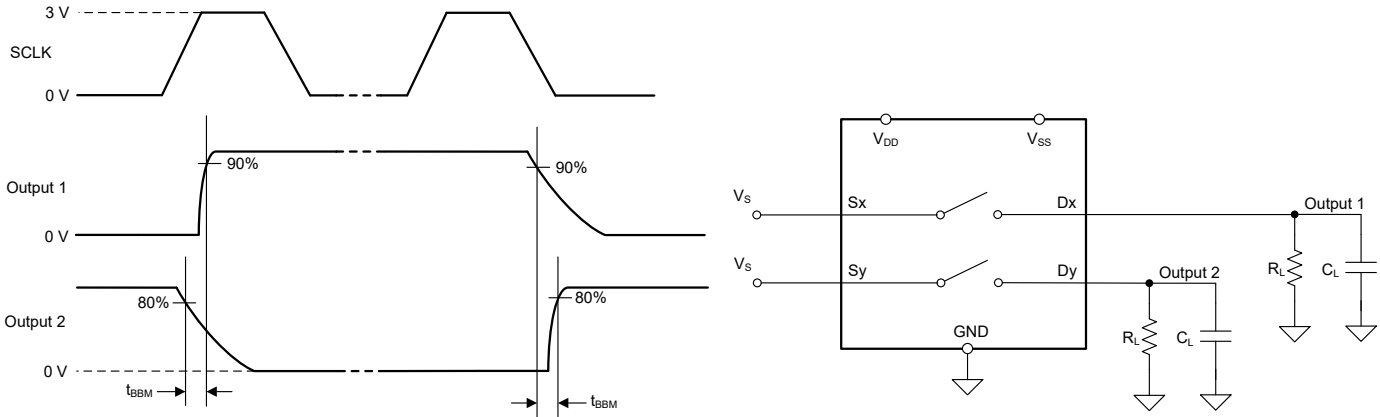 3 V
SCLK
0 V
90%
90%
Output 1
0 V
80%
80%
Output 2
0 V
tBBM
tBBM
VDD
VSS
VS
Sx
Dx
Output 1
VS
Sy
Dy
Output 2
RL
CL
GND
RL
CL